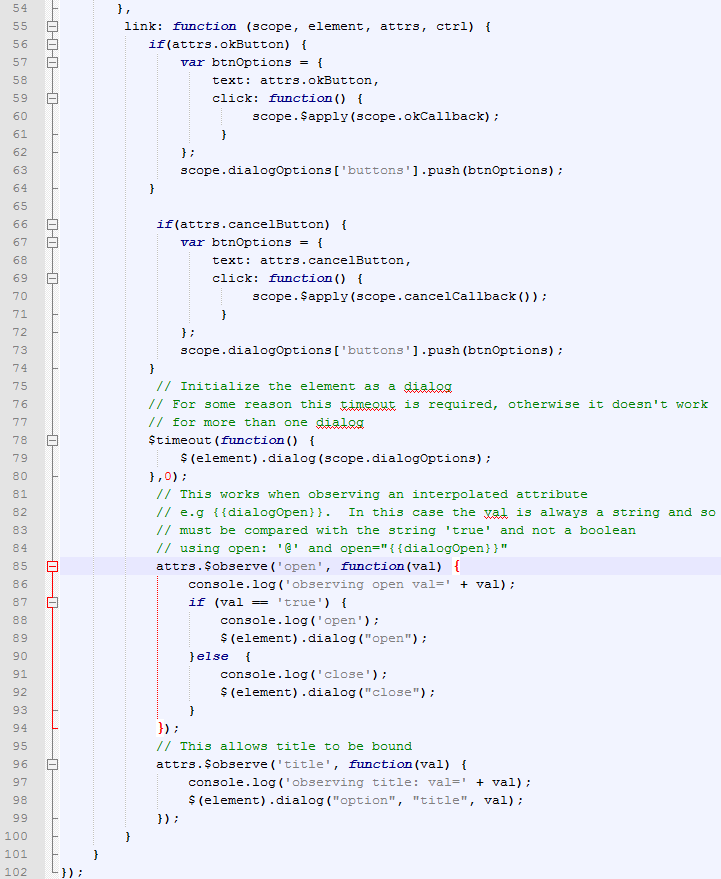 54 },
55 link: function (scope, element, attrs, ctrl) {
56 if(attrs.okButton) {
57 var btnOptions = {
58 text: attrs.okButton,
59 click: function() {
60 scope.$apply(scope.okCallback);
61 }
62 };
63 scope.dialogOptions['buttons'].push(btnOptions);
64 }
65
66 if(attrs.cancelButton) {
67 var btnOptions = {
68 text: attrs.cancelButton,
69 click: function() {
70 scope.$apply(scope.cancelCallback());
71 }
72 };
73 scope.dialogOptions['buttons'].push(btnOptions);
74 }
75 // Initialize the element as a dialog
76 // For some reason this timeout is required, otherwise it doesn't work
77 // for more than one dialog
78 $timeout(function() {
79 $(element).dialog(scope.dialogOptions);
80 },0);
81 // This works when observing an interpolated attribute
82 // e.g {{dialogOpen}}.  In this case the val is always a string and so
83 // must be compared with the string 'true' and not a boolean
84 // using open: '@' and open="{{dialogOpen}}"
85 attrs.$observe('open', function(val) {
86 console.log('observing open val=' + val);
87 if (val == 'true') {
88 console.log('open');
89 $(element).dialog("open");
90 }else  {
91 console.log('close');
92 $(element).dialog("close");
93 }
94 });
95 // This allows title to be bound
96 attrs.$observe('title', function(val) {
97 console.log('observing title: val=' + val);
98 $(element).dialog("option", "title", val);
99 });
100 }
101 }
102 });